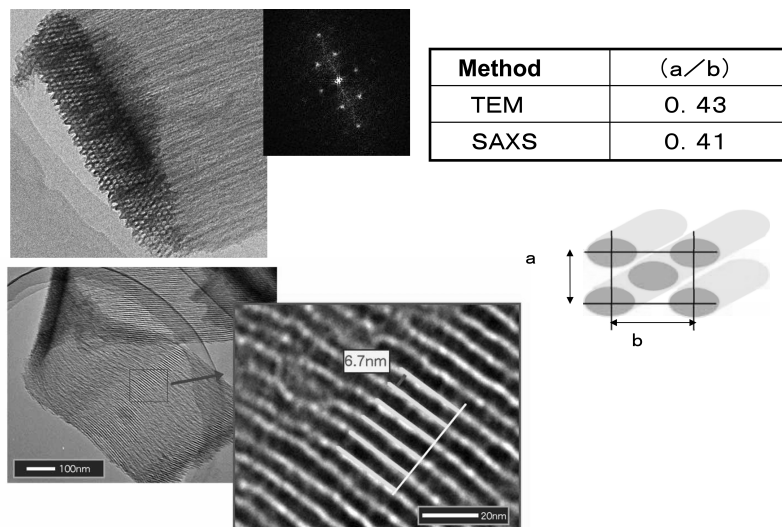 Method (a／b)
TEM 0. 43
SAXS 0. 41
a
b
6.7nm
100nm
20nm